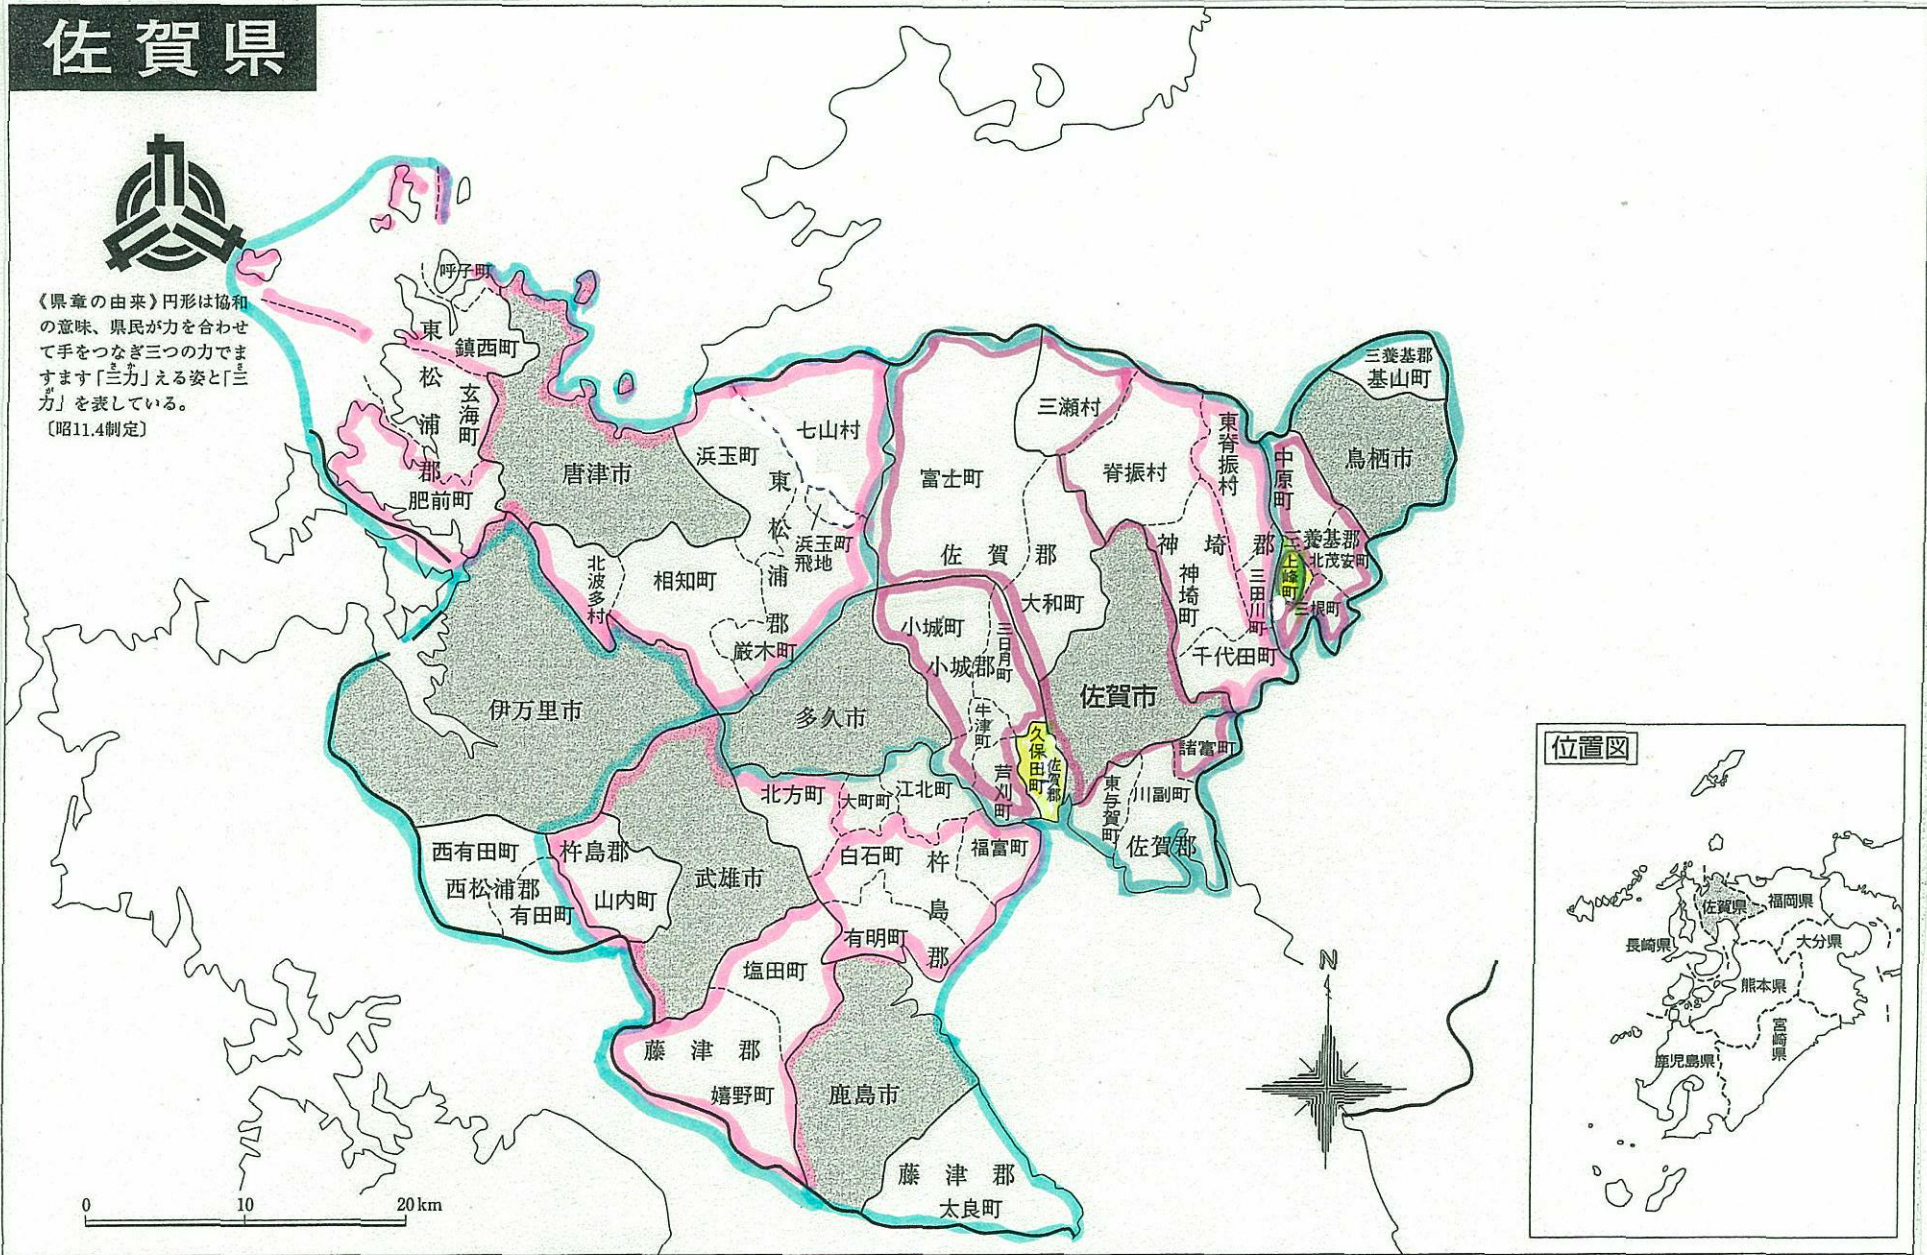 佐賀県
《県章の由来》円形は協和
の意味、県民が力を合わせ
て手をつなぎ三つの力でま
すます「三力」える姿と「三
力」を表している。
〔昭11.4制定〕
呼子町
東松浦郡
鎮西町
玄海町
肥前町
唐津市
浜玉町
七山村
東松浦郡
浜玉町
飛地
北波多村
相知町
厳木町
三瀬村
富士町
佐賀郡
大和町
脊振村
東脊振村
神埼郡
神埼町
三田川町
千代田町
三養基郡
基山町
鳥栖市
中原町
三養基郡
北茂安町
上峰町
三根町
伊万里市
多久市
小城町
小城郡
三日月町
牛津町
芦刈町
佐賀市
久保田町
佐賀郡
諸富町
川副町
東与賀町
佐賀郡
北方町
大町町
江北町
白石町
福富町
杵島郡
有明町
西有田町
西松浦郡
有田町
杵島郡
山内町
武雄市
塩田町
藤津郡
嬉野町
鹿島市
藤津郡
太良町
0
10
20km
N
位置図
佐賀県
福岡県
長崎県
大分県
熊本県
宮崎県
鹿児島県